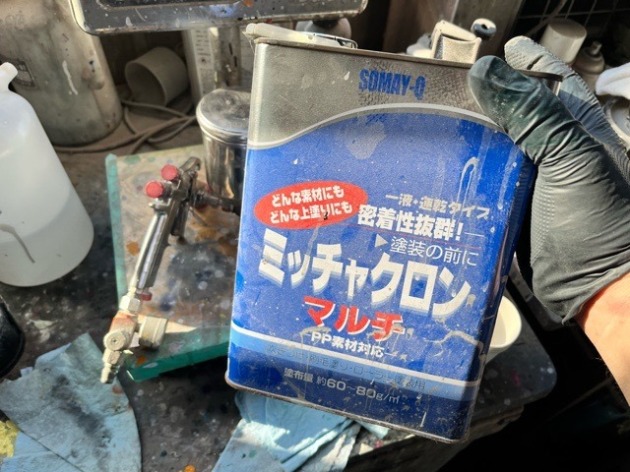 SOMAY-Q
どんな素材にも
どんな上塗りにも
一液・速乾タイプ
密着性抜群!
▶塗装の前に
ミッチャクロン
マルチ
PP素材対応
塗布量 約60〜80g/㎡